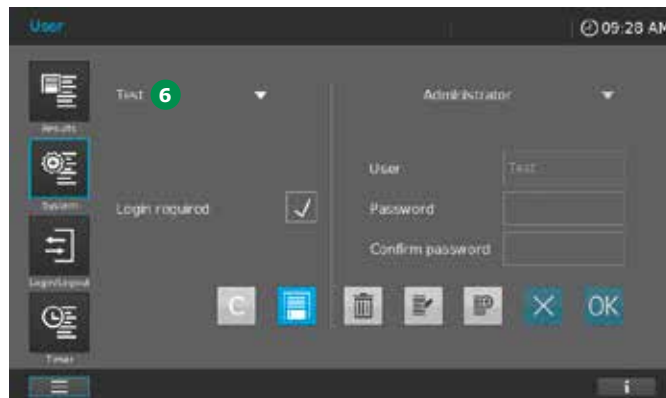 User
09:28 AM
Results
Test 6
Administrator
System
User Test
Login required
Password
Confirm password
Login/Logout
C
OK
Timer
i